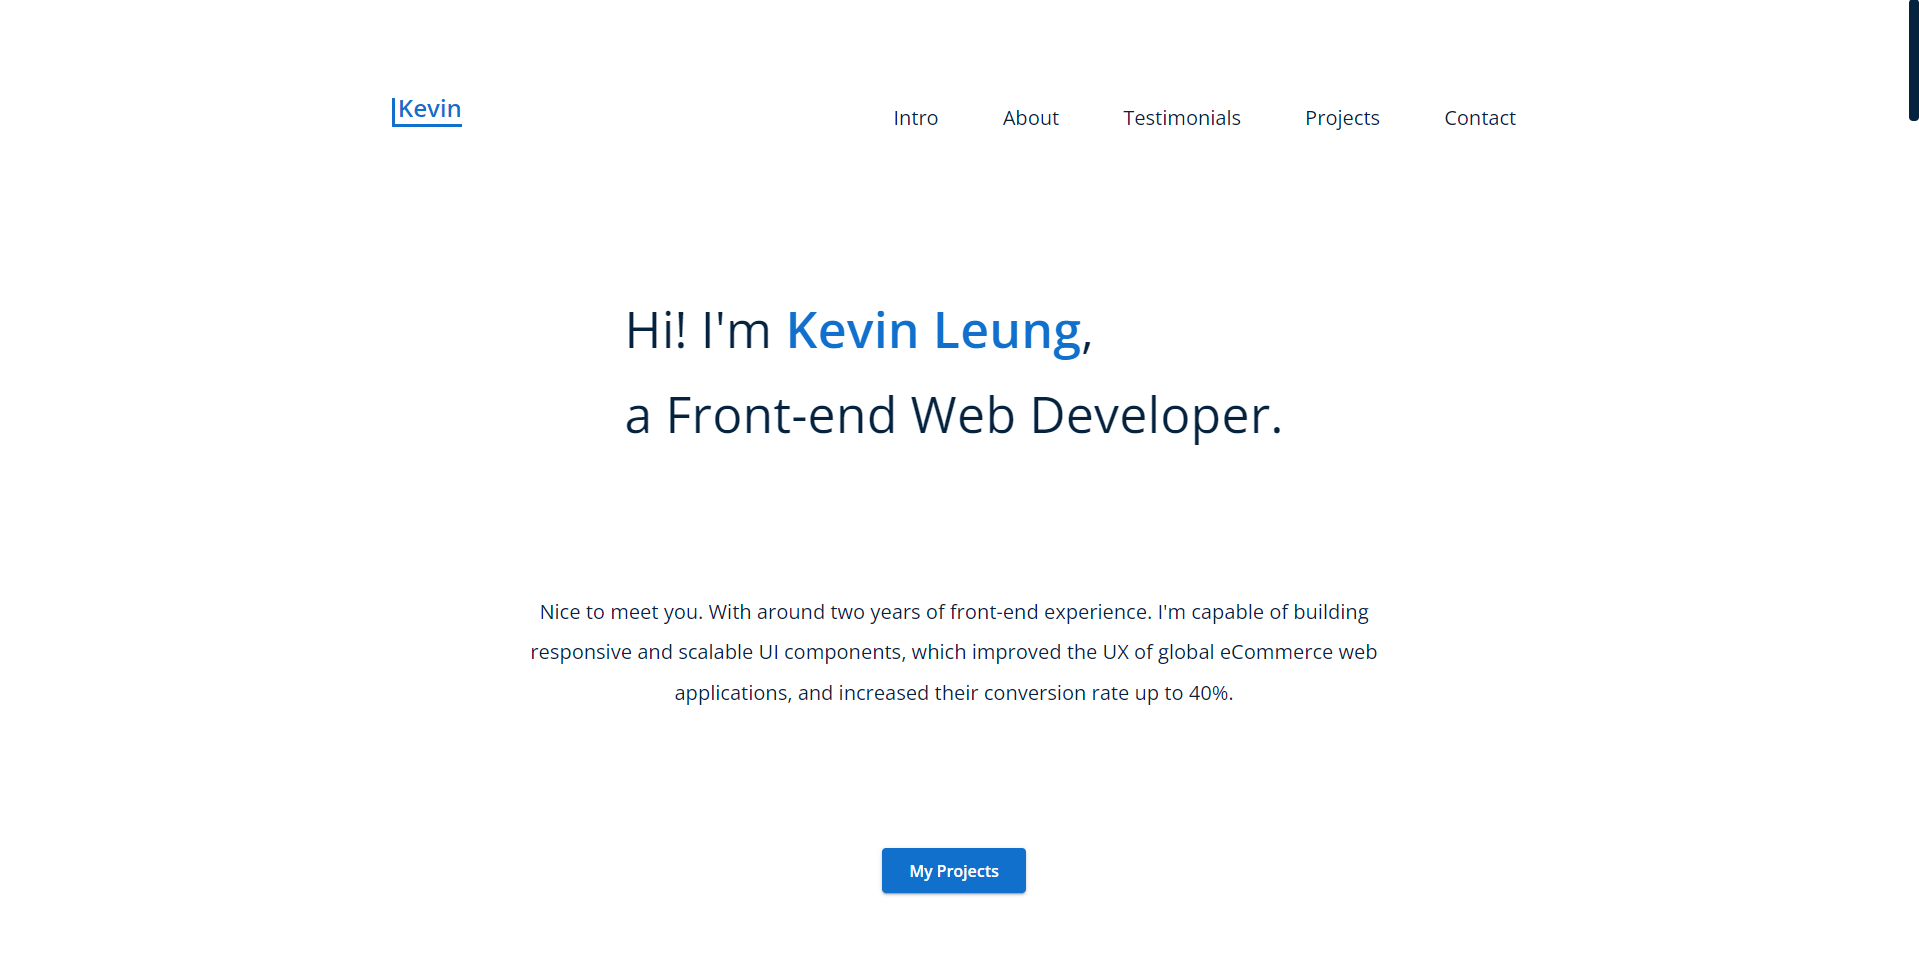 Kevin
Intro About Testimonials Projects Contact
Hi! I'm Kevin Leung,
a Front-end Web Developer.
Nice to meet you. With around two years of front-end experience. I'm capable of building
responsive and scalable UI components, which improved the UX of global eCommerce web
applications, and increased their conversion rate up to 40%.
My Projects